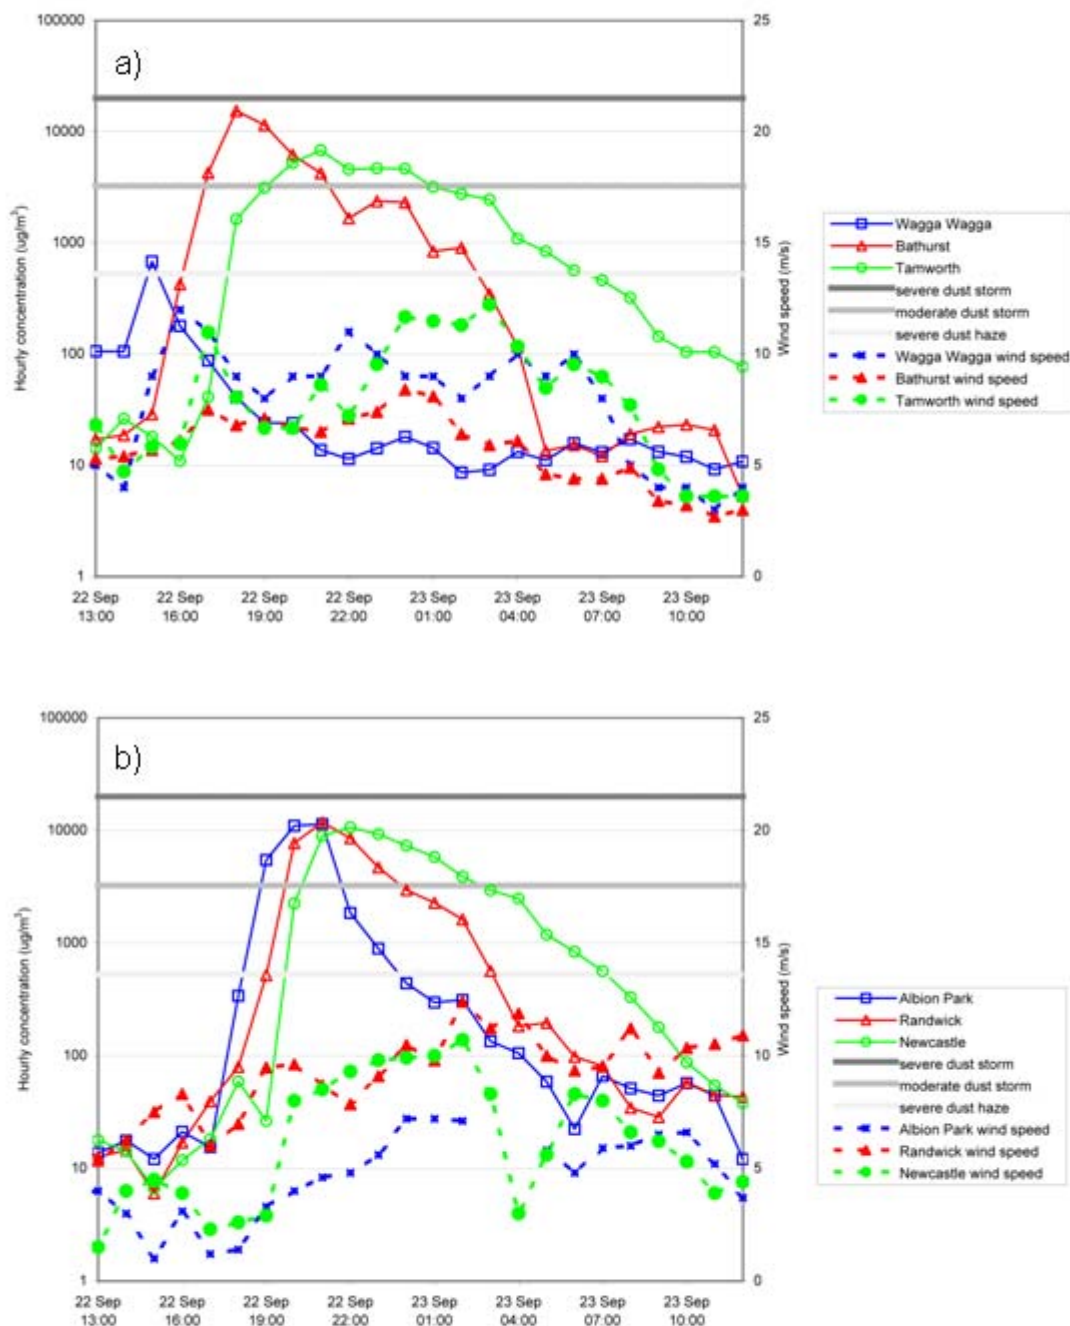 a)
100000
10000
1000
100
10
1
Hourly concentration (ug/m³)
25
20
15
10
5
0
Wind speed (m/s)
22 Sep 13:00
22 Sep 16:00
22 Sep 19:00
22 Sep 22:00
23 Sep 01:00
23 Sep 04:00
23 Sep 07:00
23 Sep 10:00
Wagga Wagga
Bathurst
Tamworth
severe dust storm
moderate dust storm
severe dust haze
Wagga Wagga wind speed
Bathurst wind speed
Tamworth wind speed
b)
100000
10000
1000
100
10
1
Hourly concentration (ug/m³)
25
20
15
10
5
0
Wind speed (m/s)
22 Sep 13:00
22 Sep 16:00
22 Sep 19:00
22 Sep 22:00
23 Sep 01:00
23 Sep 04:00
23 Sep 07:00
23 Sep 10:00
Albion Park
Randwick
Newcastle
severe dust storm
moderate dust storm
severe dust haze
Albion Park wind speed
Randwick wind speed
Newcastle wind speed